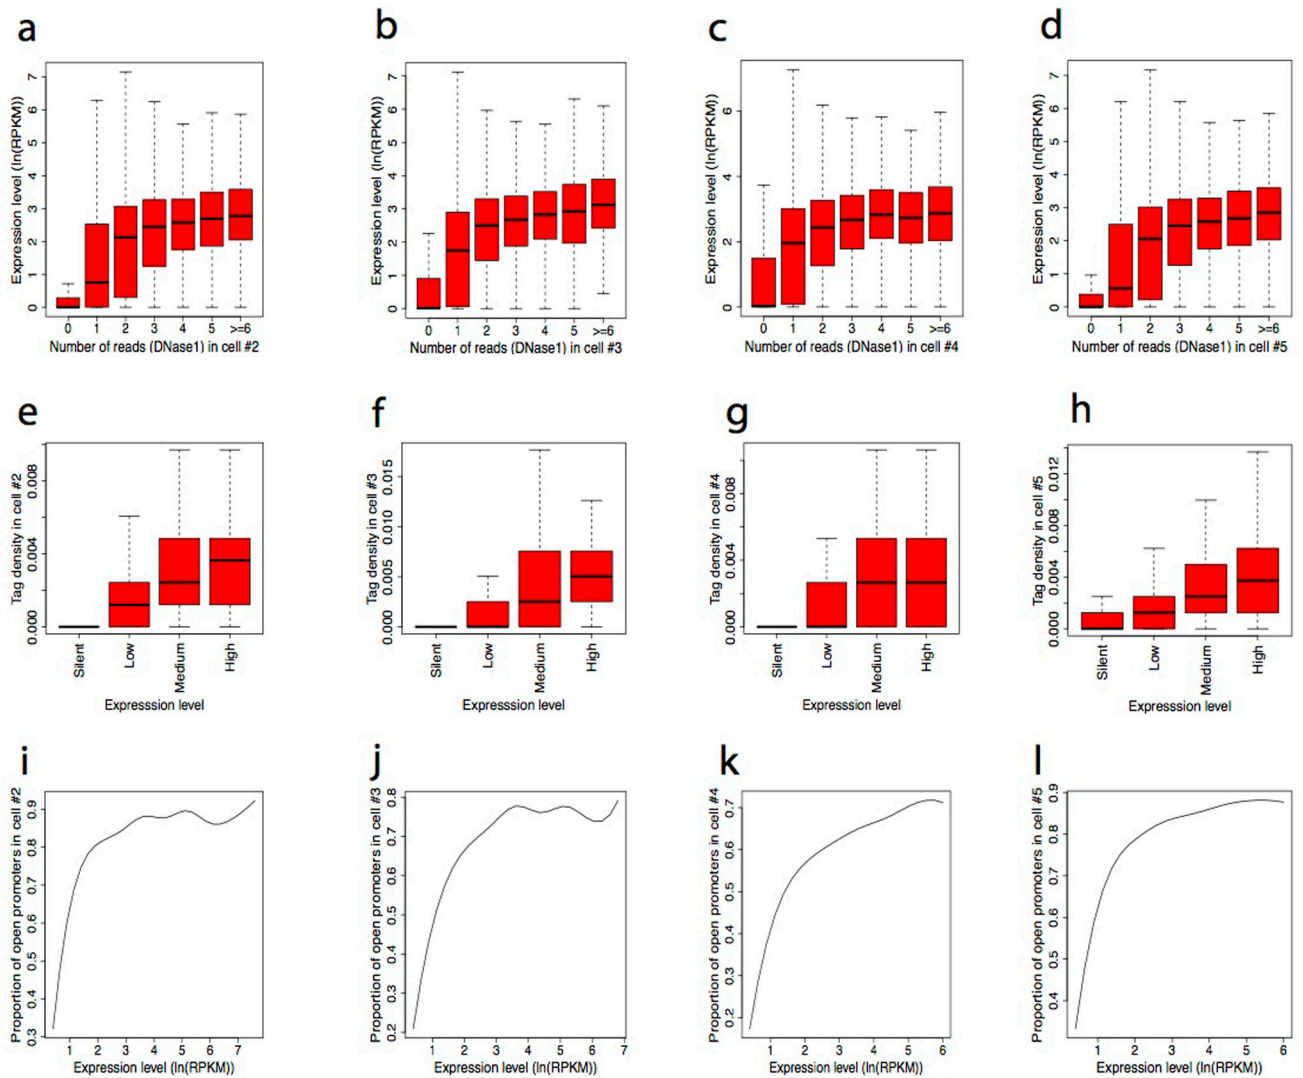 a
b
c
d
Expression level (ln(RPKM))
7
6
5
4
3
2
1
0
0 1 2 3 4 5 >=6
Number of reads (DNase1) in cell #2
Expression level (ln(RPKM))
7
6
5
4
3
2
1
0
0 1 2 3 4 5 >=6
Number of reads (DNase1) in cell #3
Expression level (ln(RPKM))
6
4
2
0
0 1 2 3 4 5 >=6
Number of reads (DNase1) in cell #4
Expression level (ln(RPKM))
7
6
5
4
3
2
1
0
0 1 2 3 4 5 >=6
Number of reads (DNase1) in cell #5
e
f
g
h
Tag density in cell #2
0.008
0.004
0.000
Silent
Low
Medium
High
Expresssion level
Tag density in cell #3
0.015
0.010
0.005
0.000
Silent
Low
Medium
High
Expresssion level
Tag density in cell #4
0.008
0.004
0.000
Silent
Low
Medium
High
Expresssion level
Tag density in cell #5
0.012
0.008
0.004
0.000
Silent
Low
Medium
High
Expresssion level
i
j
k
l
Proportion of open promoters in cell #2
0.9
0.8
0.7
0.6
0.5
0.4
0.3
1 2 3 4 5 6 7
Expression level (ln(RPKM))
Proportion of open promoters in cell #3
0.8
0.7
0.6
0.5
0.4
0.3
0.2
1 2 3 4 5 6 7
Expression level (ln(RPKM))
Proportion of open promoters in cell #4
0.7
0.6
0.5
0.4
0.3
0.2
1 2 3 4 5 6
Expression level (ln(RPKM))
Proportion of open promoters in cell #5
0.9
0.8
0.7
0.6
0.5
0.4
1 2 3 4 5 6
Expression level (ln(RPKM))